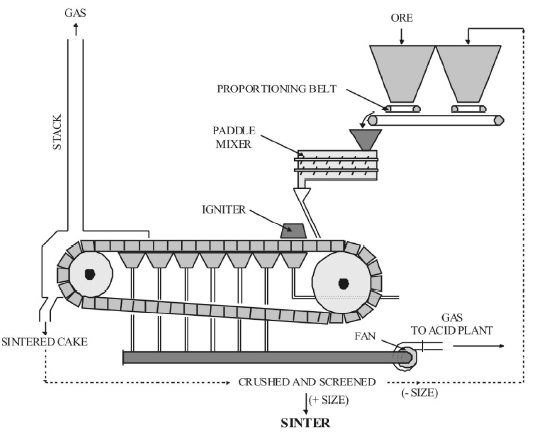 GAS
ORE
PROPORTIONING BELT
STACK
PADDLE
MIXER
IGNITER
GAS
TO ACID PLANT
FAN
SINTERED CAKE
CRUSHED AND SCREENED
(- SIZE)
(+ SIZE)
SINTER